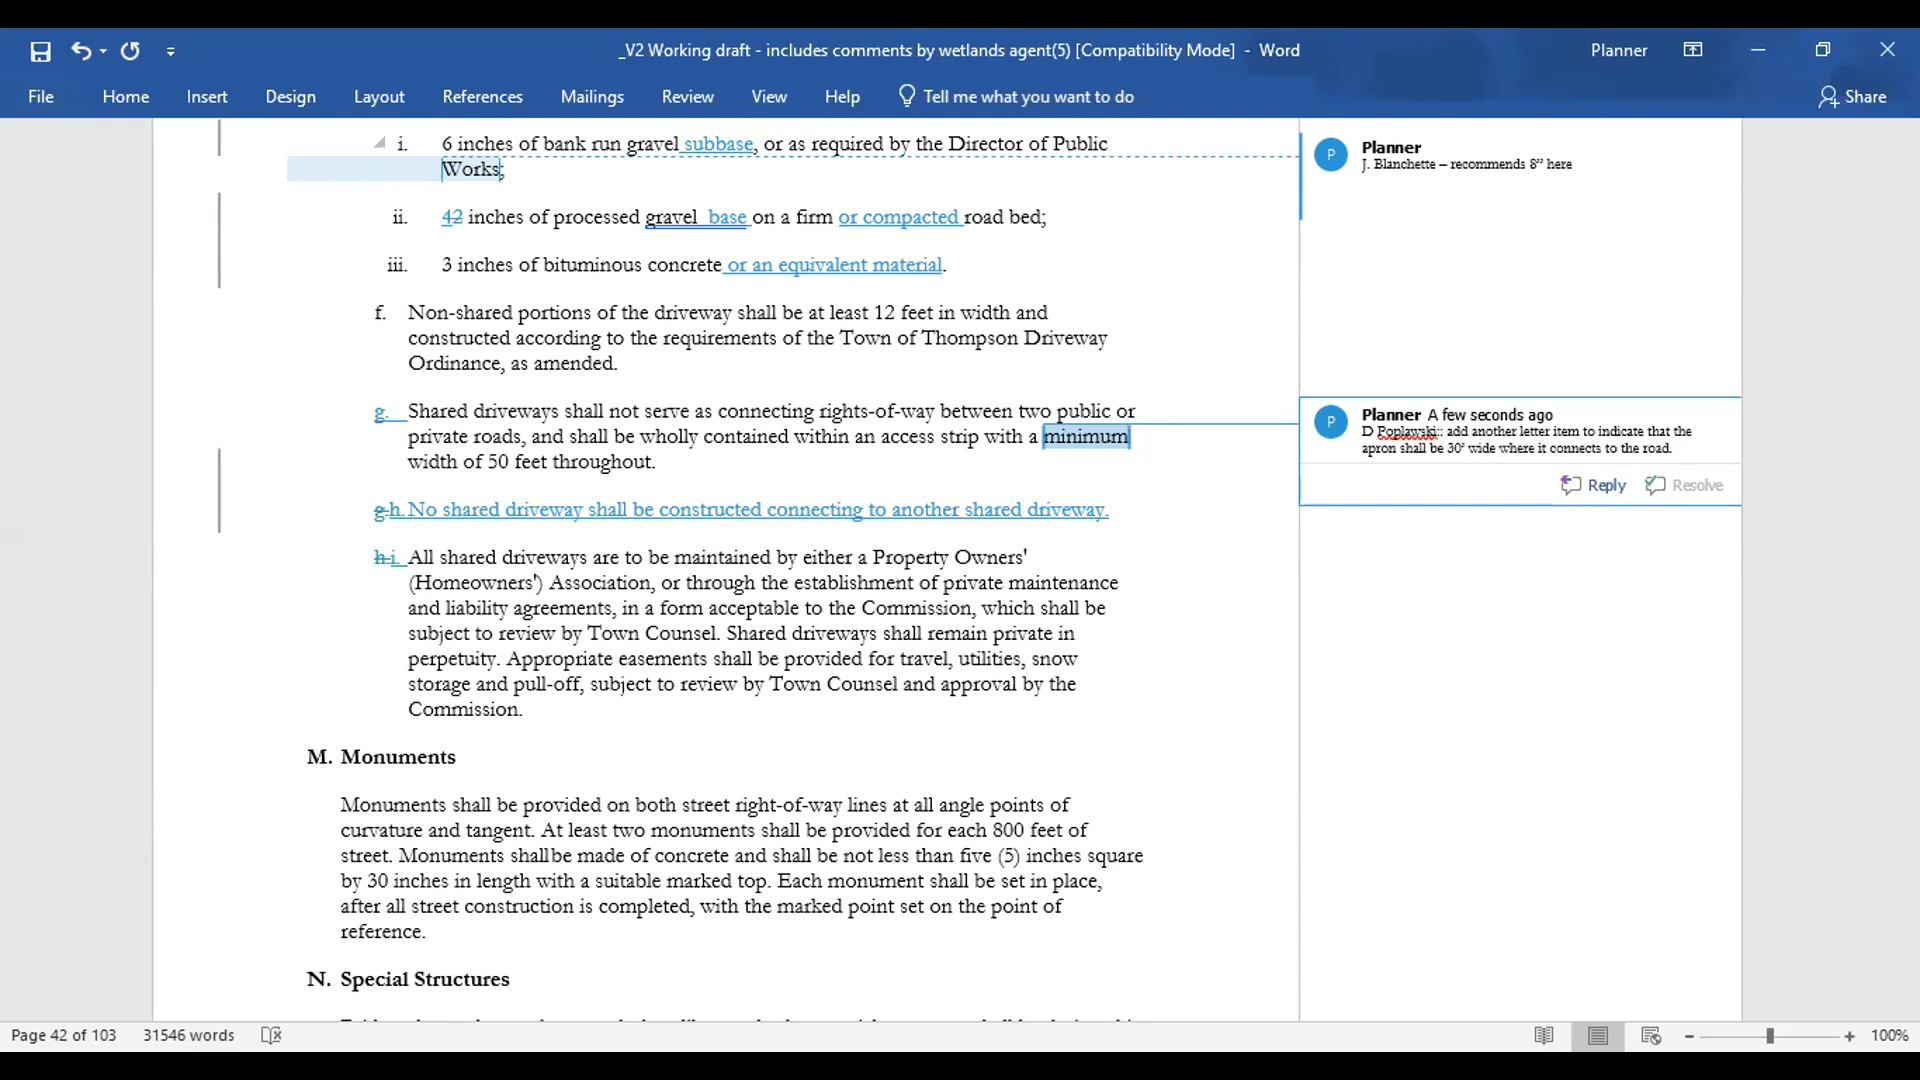 _V2 Working draft - includes comments by wetlands agent(5) [Compatibility Mode] - Word
Planner
File Home Insert Design Layout References Mailings Review View Help Tell me what you want to do Share
i. 6 inches of bank run gravel subbase, or as required by the Director of Public
Works;
ii. 42 inches of processed gravel base on a firm or compacted road bed;
iii. 3 inches of bituminous concrete or an equivalent material.
f. Non-shared portions of the driveway shall be at least 12 feet in width and
constructed according to the requirements of the Town of Thompson Driveway
Ordinance, as amended.
g. Shared driveways shall not serve as connecting rights-of-way between two public or
private roads, and shall be wholly contained within an access strip with a minimum
width of 50 feet throughout.
g.h. No shared driveway shall be constructed connecting to another shared driveway.
h.i. All shared driveways are to be maintained by either a Property Owners'
(Homeowners') Association, or through the establishment of private maintenance
and liability agreements, in a form acceptable to the Commission, which shall be
subject to review by Town Counsel. Shared driveways shall remain private in
perpetuity. Appropriate easements shall be provided for travel, utilities, snow
storage and pull-off, subject to review by Town Counsel and approval by the
Commission.
M. Monuments
Monuments shall be provided on both street right-of-way lines at all angle points of
curvature and tangent. At least two monuments shall be provided for each 800 feet of
street. Monuments shall be made of concrete and shall be not less than five (5) inches square
by 30 inches in length with a suitable marked top. Each monument shall be set in place,
after all street construction is completed, with the marked point set on the point of
reference.
N. Special Structures
P Planner
J. Blanchette – recommends 8” here
P Planner A few seconds ago
D Poplawski:: add another letter item to indicate that the
apron shall be 30’ wide where it connects to the road.
Reply Resolve
Page 42 of 103 31546 words
100%